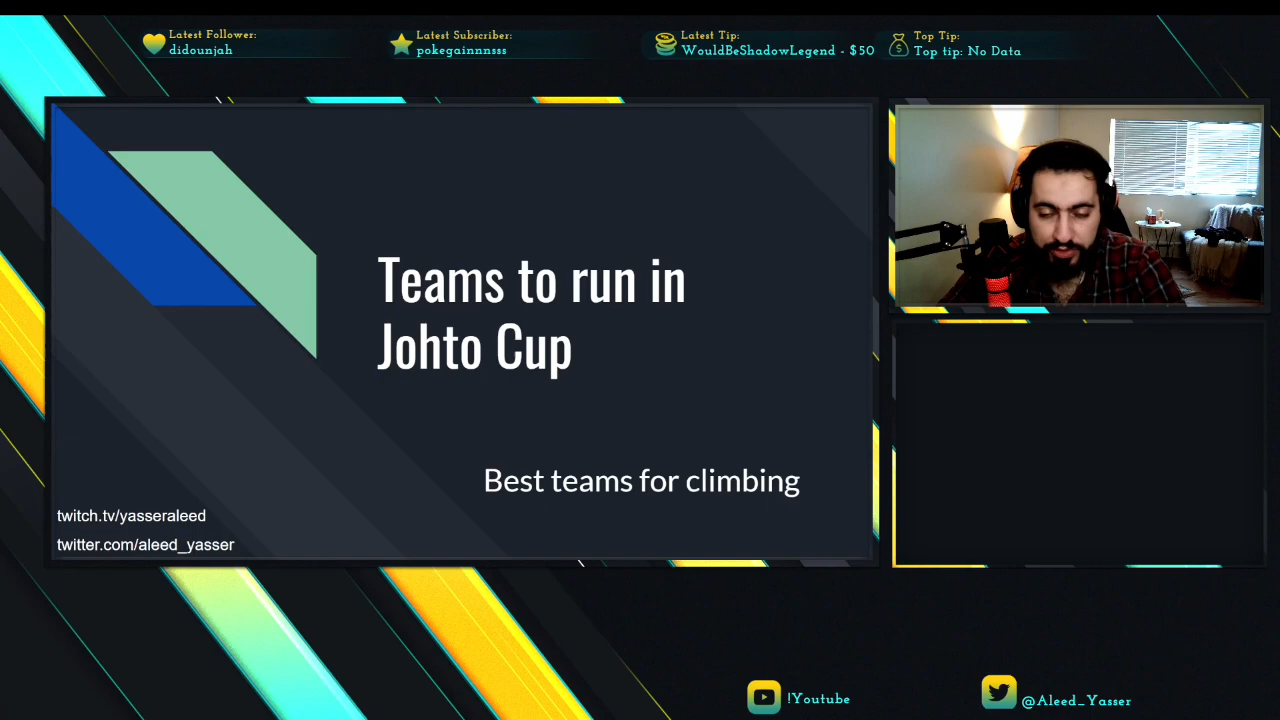 Latest Follower:
didounjah
Latest Subscriber:
pokegainnnsss
Latest Tip:
WouldBeShadowLegend - $50
Top Tip:
Top tip: No Data
Teams to run in
Johto Cup
Best teams for climbing
twitch.tv/yasseraleed
twitter.com/aleed_yasser
!Youtube
@Aleed_Yasser